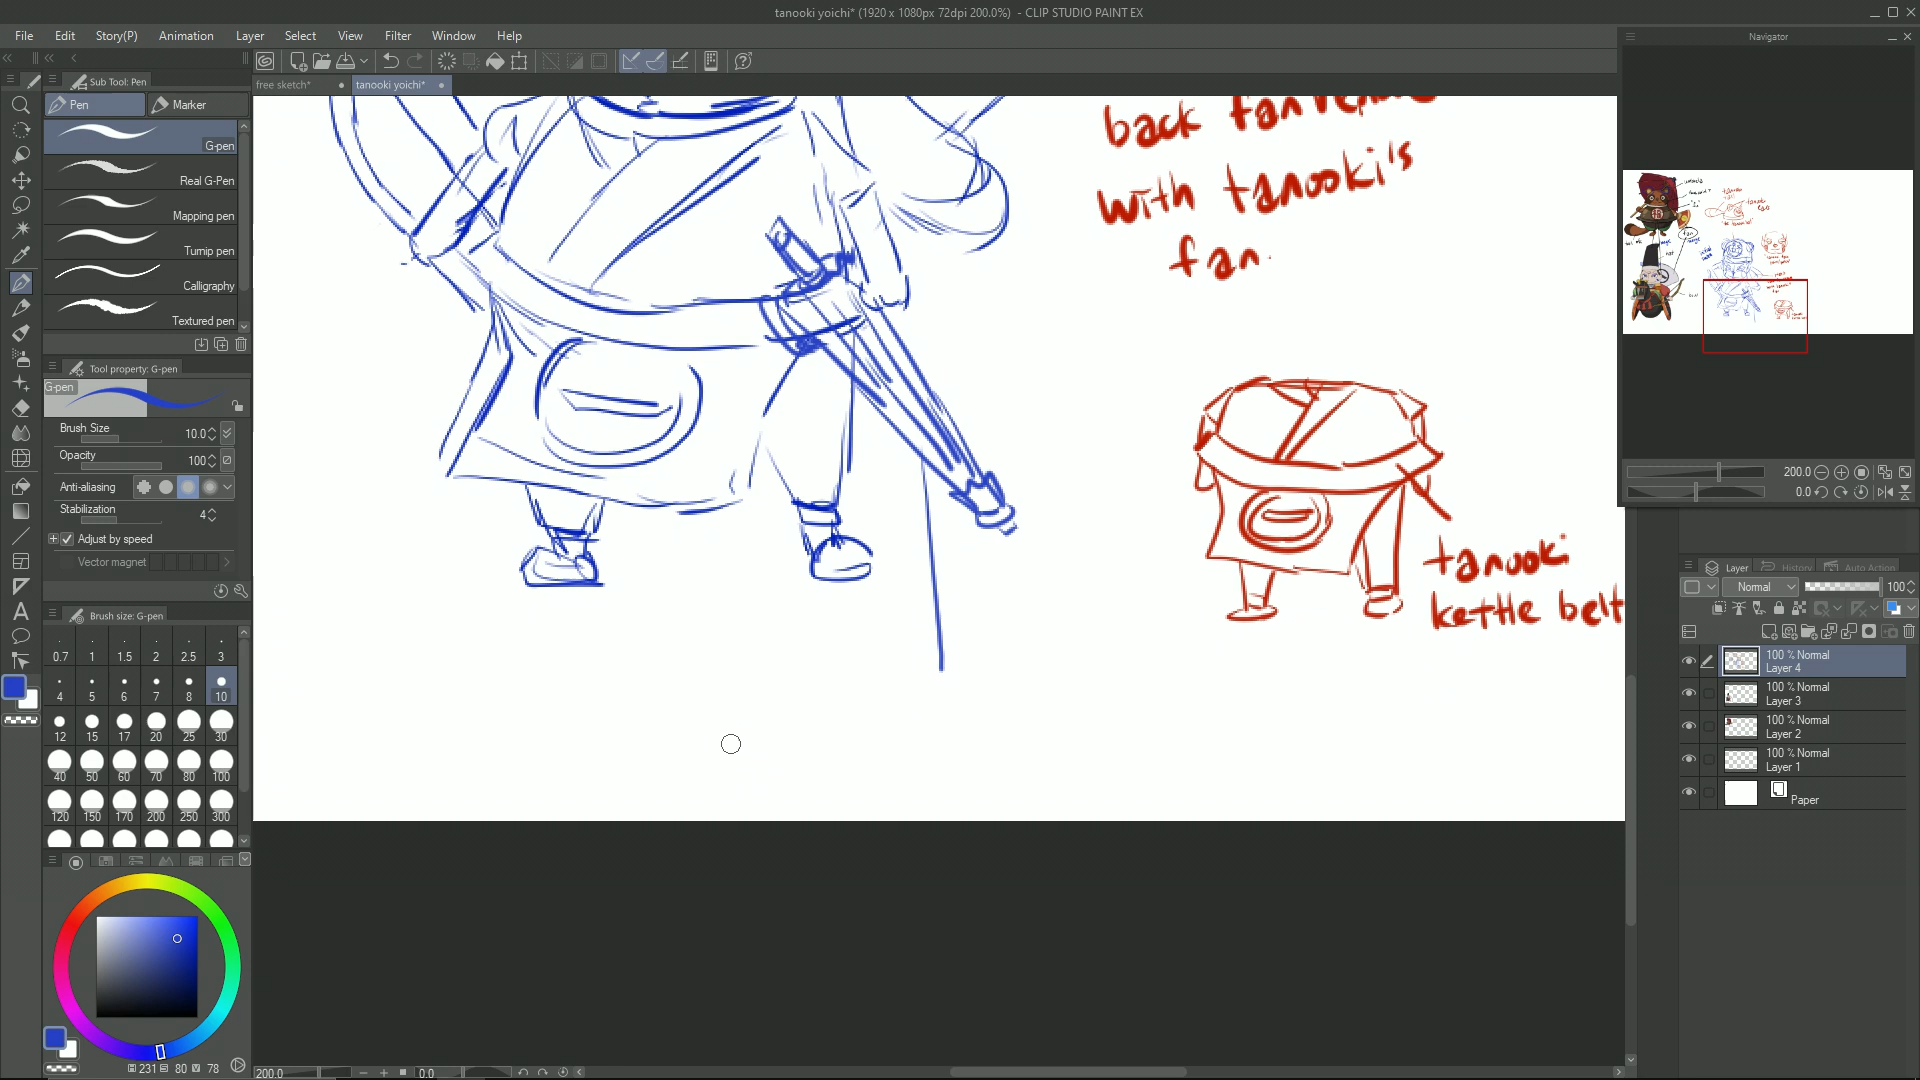 tanooki yoichi* (1920 x 1080px 72dpi 200.0%) - CLIP STUDIO PAINT EX
File Edit Story(P) Animation Layer Select View Filter Window Help
Navigator
Sub Tool: Pen
free sketch*
tanooki yoichi*
Pen
Marker
G-pen
Real G-Pen
Mapping pen
Turnip pen
Calligraphy
Textured pen
Tool property: G-pen
G-pen
Brush Size 10.0
Opacity 100
Anti-aliasing
Stabilization 4
Adjust by speed
Vector magnet
Brush size: G-pen
0.7 1 1.5 2 2.5 3
4 5 6 7 8 10
12 15 17 20 25 30
40 50 60 70 80 100
120 150 170 200 250 300
231 80 78
back
with tanooki's
fan.
tanooki
kettle belt
200.0 0.0
200.0
0.0
Layer History Auto Action
Normal 100
100 % Normal
Layer 4
100 % Normal
Layer 3
100 % Normal
Layer 2
100 % Normal
Layer 1
Paper